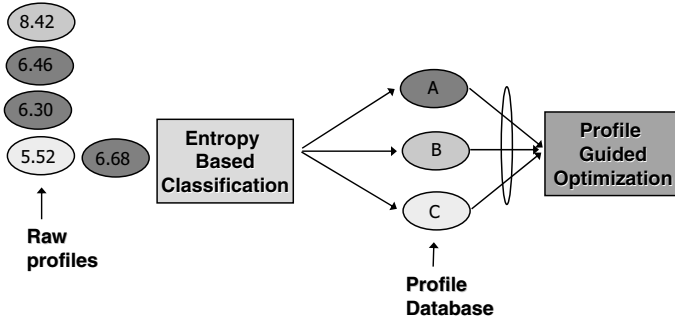 8.42
6.46
6.30
5.52
6.68
Raw
profiles
Entropy
Based
Classification
A
B
C
Profile
Database
Profile
Guided
Optimization